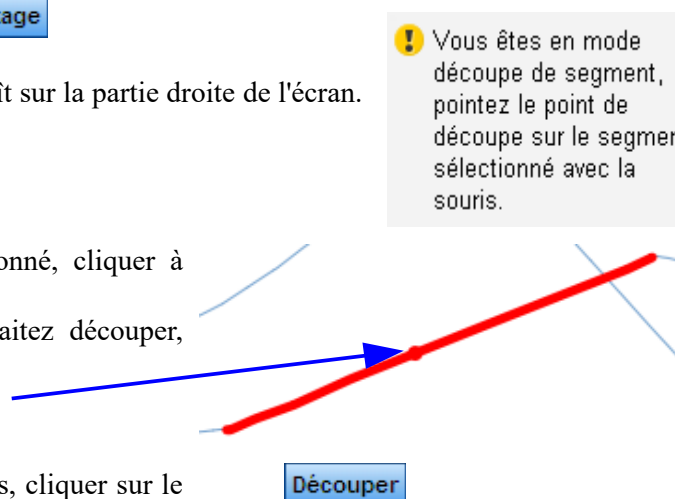 tage
Vous êtes en mode
découpe de segment,
pointez le point de
découpe sur le segmen
sélectionné avec la
souris.
ît sur la partie droite de l'écran.
onné, cliquer à
aitez découper,
s, cliquer sur le
Découper